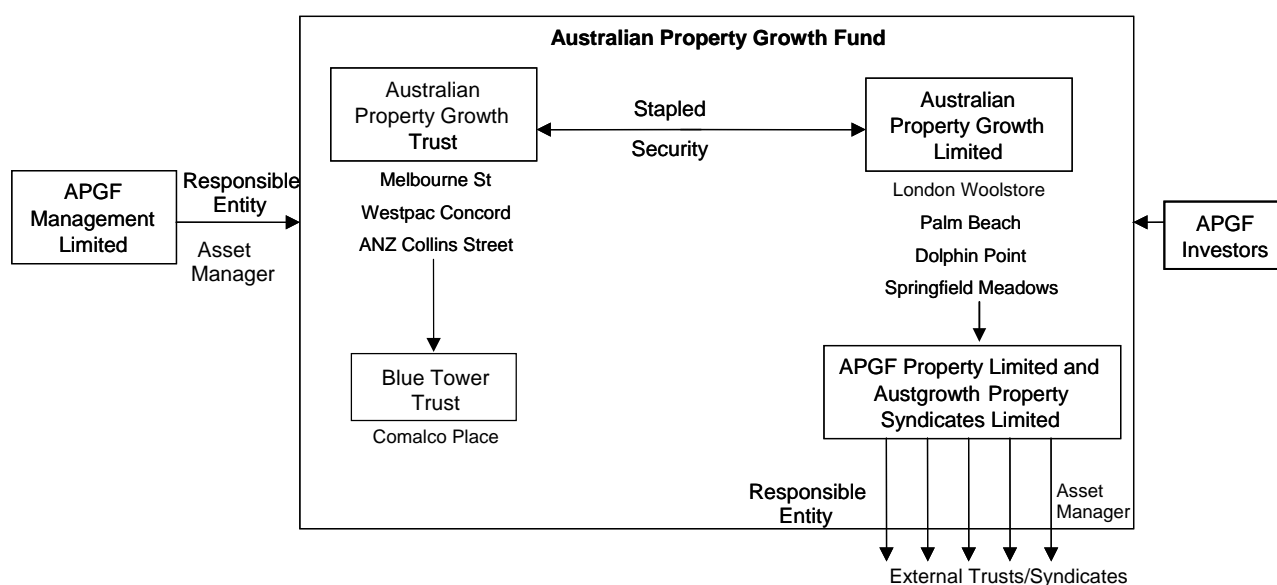 Australian Property Growth Fund
Australian
Property Growth
Trust
Stapled
Security
Australian
Property Growth
Limited
APGF
Management
Limited
Responsible
Entity
Asset
Manager
Melbourne St
Westpac Concord
ANZ Collins Street
London Woolstore
Palm Beach
Dolphin Point
Springfield Meadows
APGF
Investors
Blue Tower
Trust
Comalco Place
APGF Property Limited and
Austgrowth Property
Syndicates Limited
Responsible
Entity
Asset
Manager
External Trusts/Syndicates